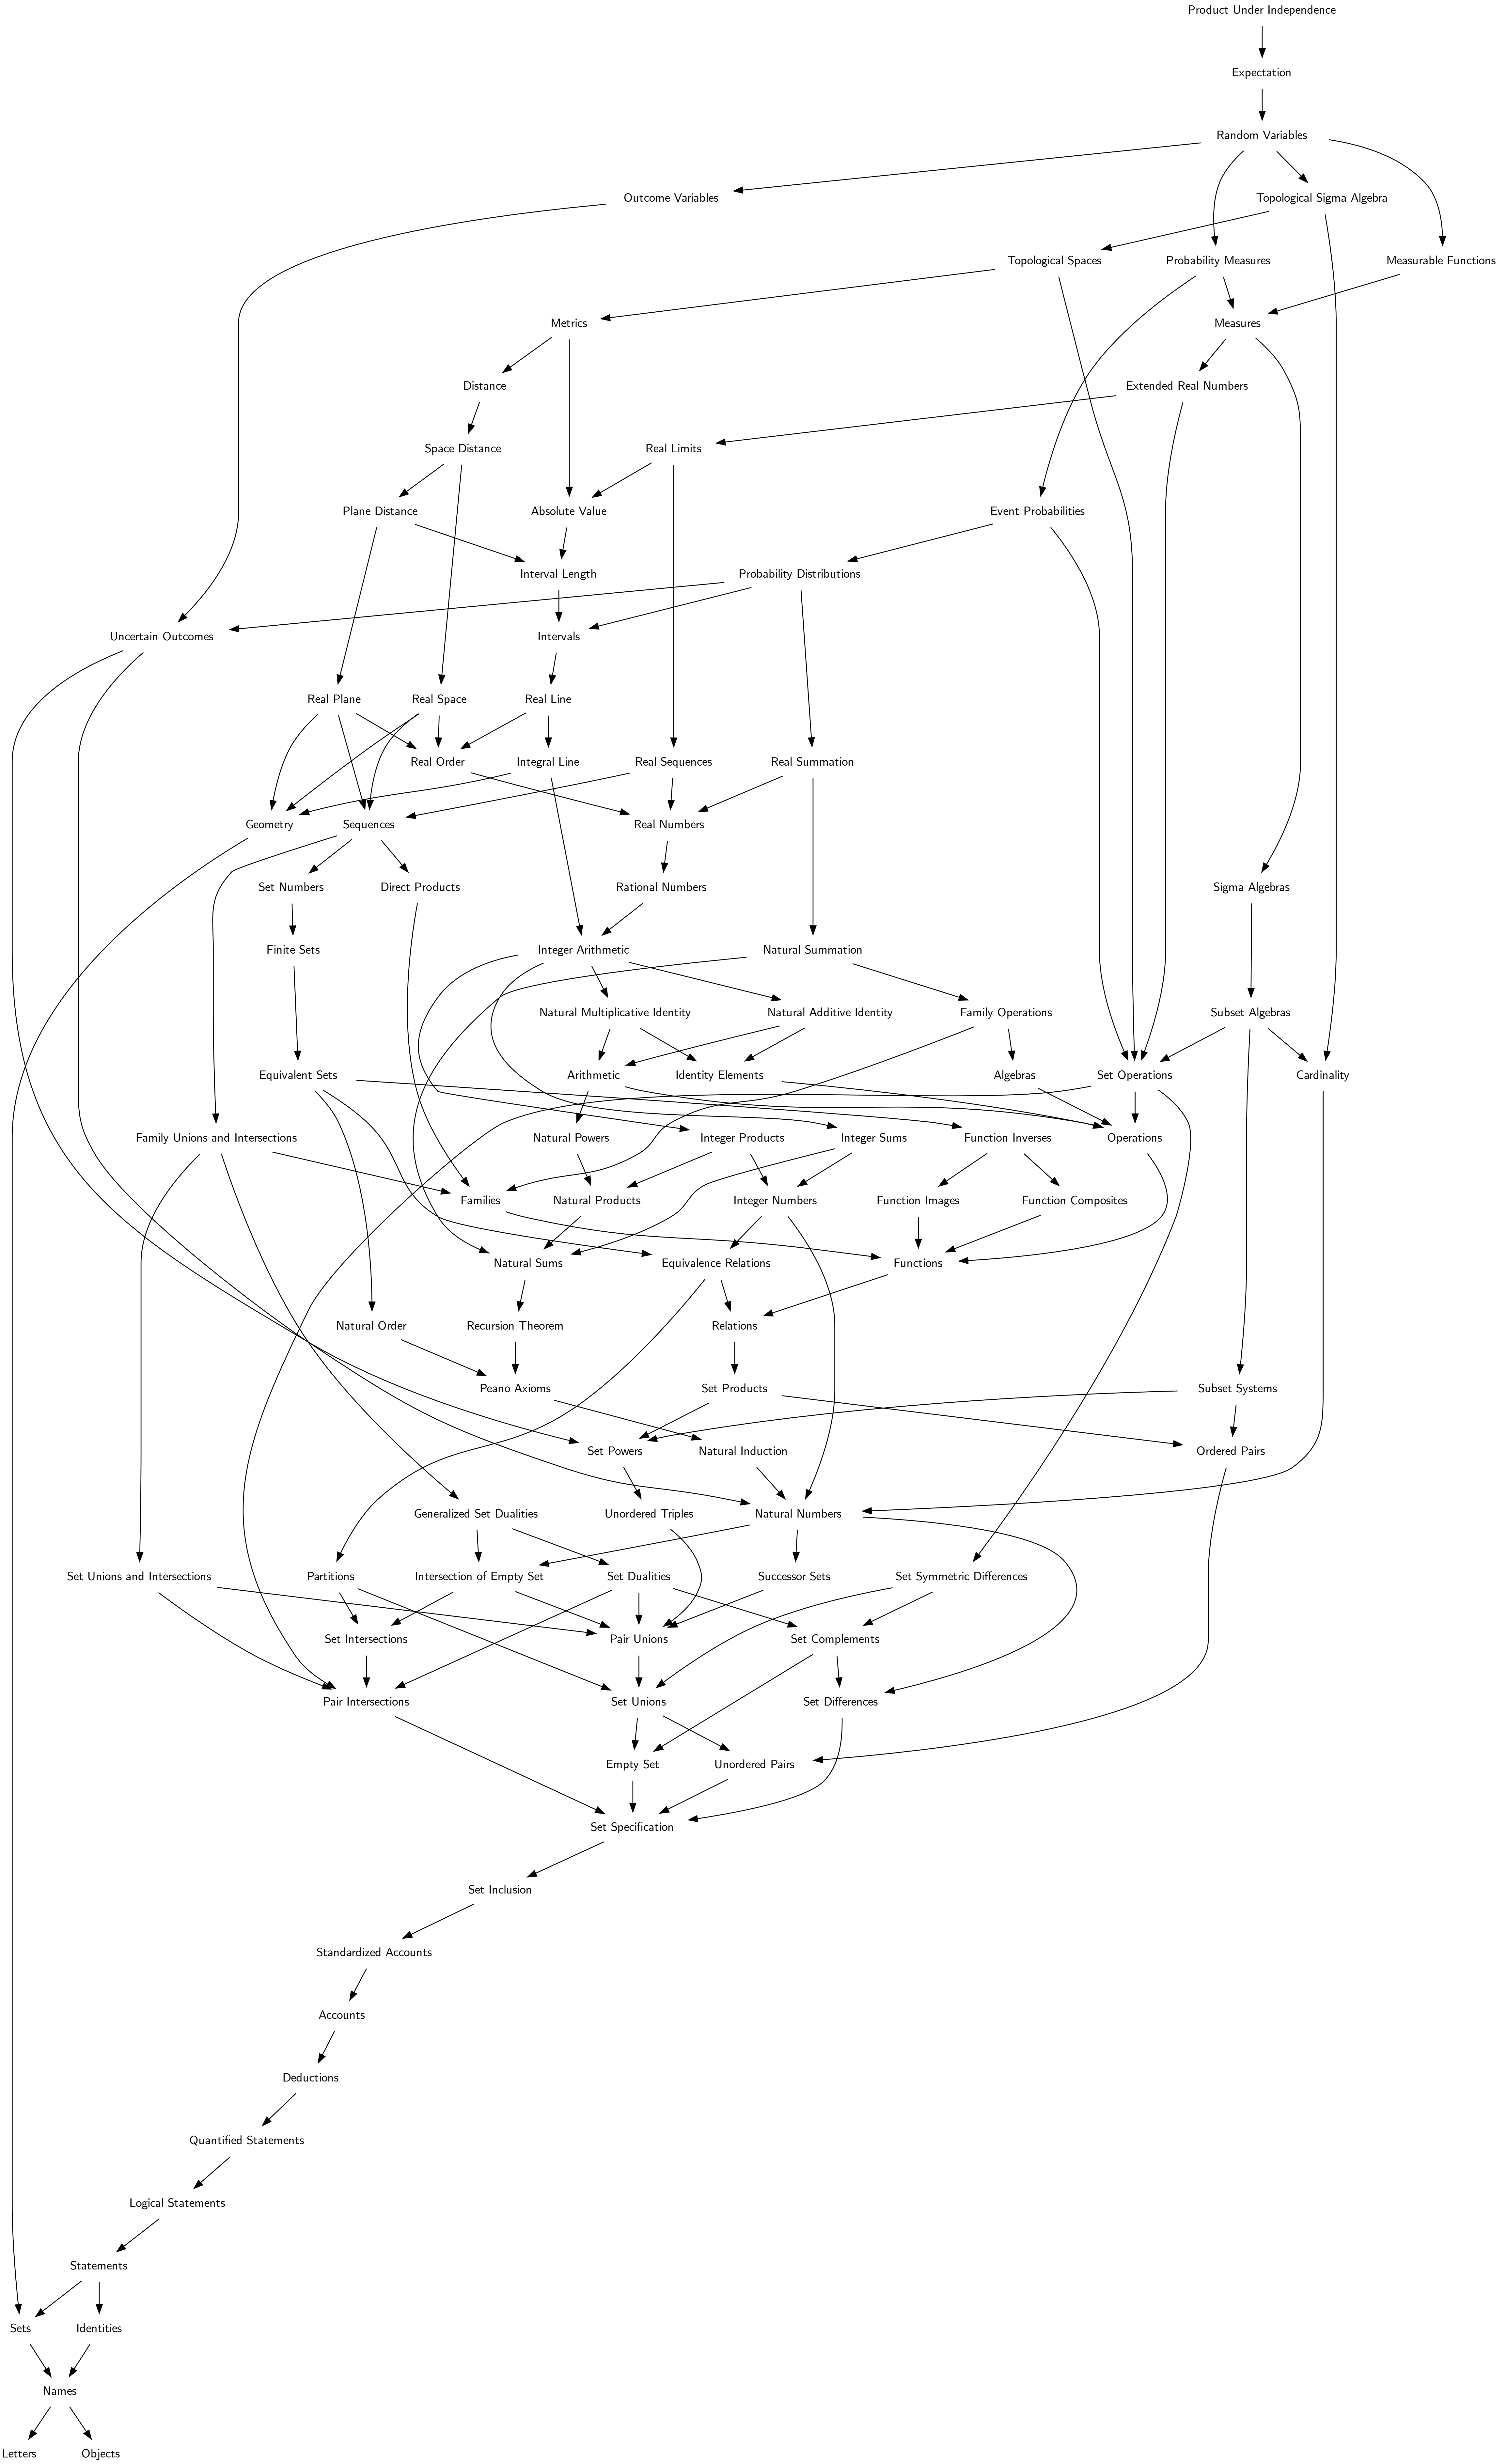 Product Under Independence
Expectation
Random Variables
Outcome Variables
Topological Sigma Algebra
Topological Spaces
Probability Measures
Measurable Functions
Metrics
Measures
Distance
Extended Real Numbers
Space Distance
Real Limits
Plane Distance
Absolute Value
Event Probabilities
Interval Length
Probability Distributions
Uncertain Outcomes
Intervals
Real Plane
Real Space
Real Line
Real Order
Integral Line
Real Sequences
Real Summation
Geometry
Sequences
Real Numbers
Set Numbers
Direct Products
Rational Numbers
Sigma Algebras
Finite Sets
Integer Arithmetic
Natural Summation
Natural Multiplicative Identity
Natural Additive Identity
Family Operations
Subset Algebras
Equivalent Sets
Arithmetic
Identity Elements
Algebras
Set Operations
Cardinality
Family Unions and Intersections
Natural Powers
Integer Products
Integer Sums
Function Inverses
Operations
Families
Natural Products
Integer Numbers
Function Images
Function Composites
Natural Sums
Equivalence Relations
Functions
Natural Order
Recursion Theorem
Relations
Peano Axioms
Set Products
Subset Systems
Set Powers
Natural Induction
Ordered Pairs
Generalized Set Dualities
Unordered Triples
Natural Numbers
Set Unions and Intersections
Partitions
Intersection of Empty Set
Set Dualities
Successor Sets
Set Symmetric Differences
Set Intersections
Pair Unions
Set Complements
Pair Intersections
Set Unions
Set Differences
Empty Set
Unordered Pairs
Set Specification
Set Inclusion
Standardized Accounts
Accounts
Deductions
Quantified Statements
Logical Statements
Statements
Sets
Identities
Names
Letters
Objects